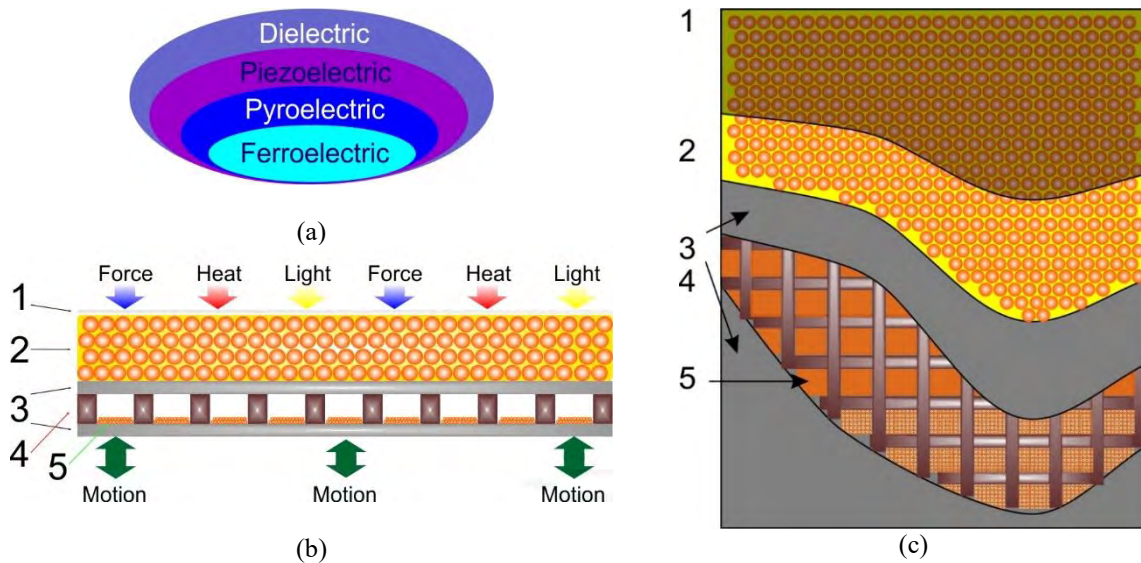 Dielectric
Piezoelectric
Pyroelectric
Ferroelectric
(a)
Force Heat Light Force Heat Light
1
2
3
4
5
Motion Motion Motion
(b)
1
2
3
4
5
(c)